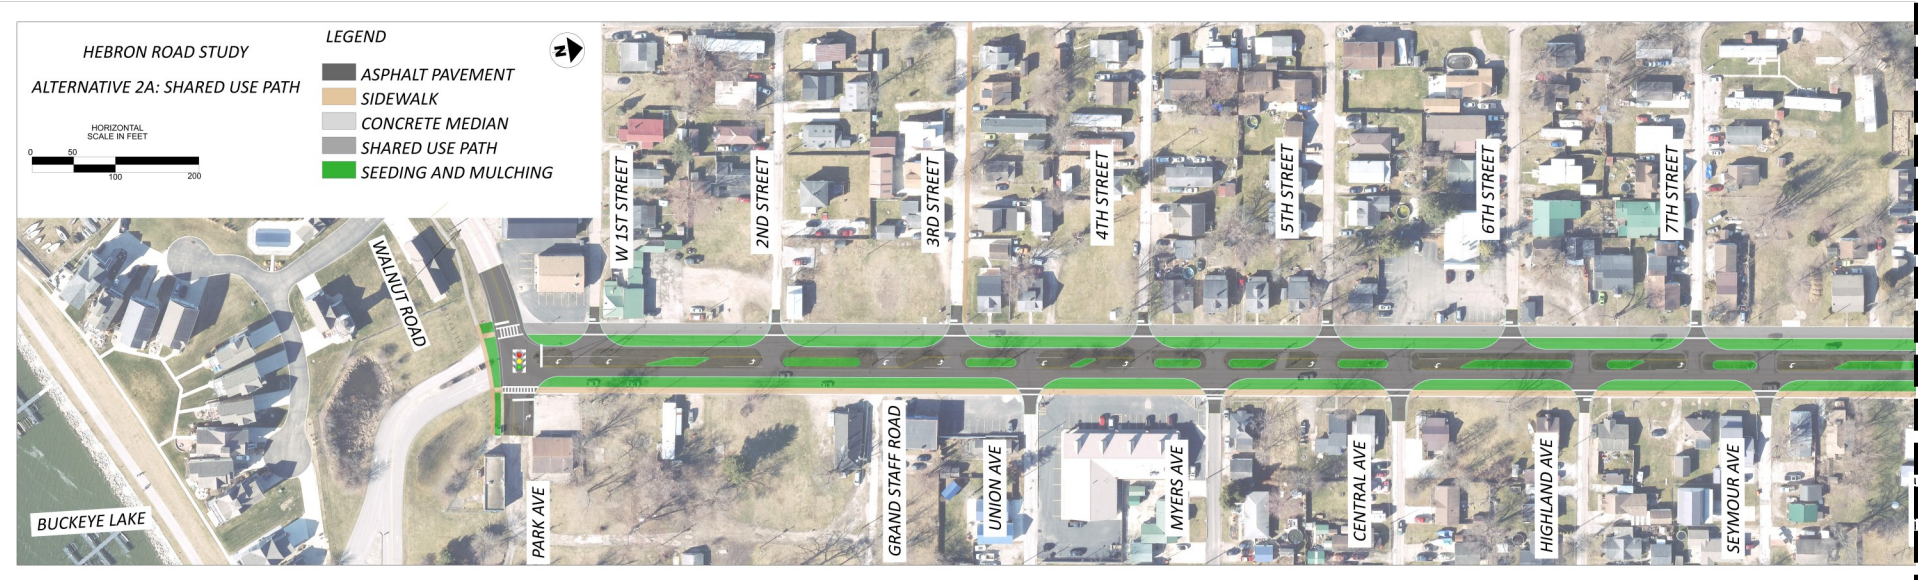 HEBRON ROAD STUDY
ALTERNATIVE 2A: SHARED USE PATH
HORIZONTAL
SCALE IN FEET
0 50
100 200
LEGEND
ASPHALT PAVEMENT
SIDEWALK
CONCRETE MEDIAN
SHARED USE PATH
SEEDING AND MULCHING
N
W 1ST STREET
2ND STREET
3RD STREET
4TH STREET
5TH STREET
6TH STREET
7TH STREET
WALNUT ROAD
BUCKEYE LAKE
PARK AVE
GRAND STAFF ROAD
UNION AVE
MYERS AVE
CENTRAL AVE
HIGHLAND AVE
SEYMOUR AVE